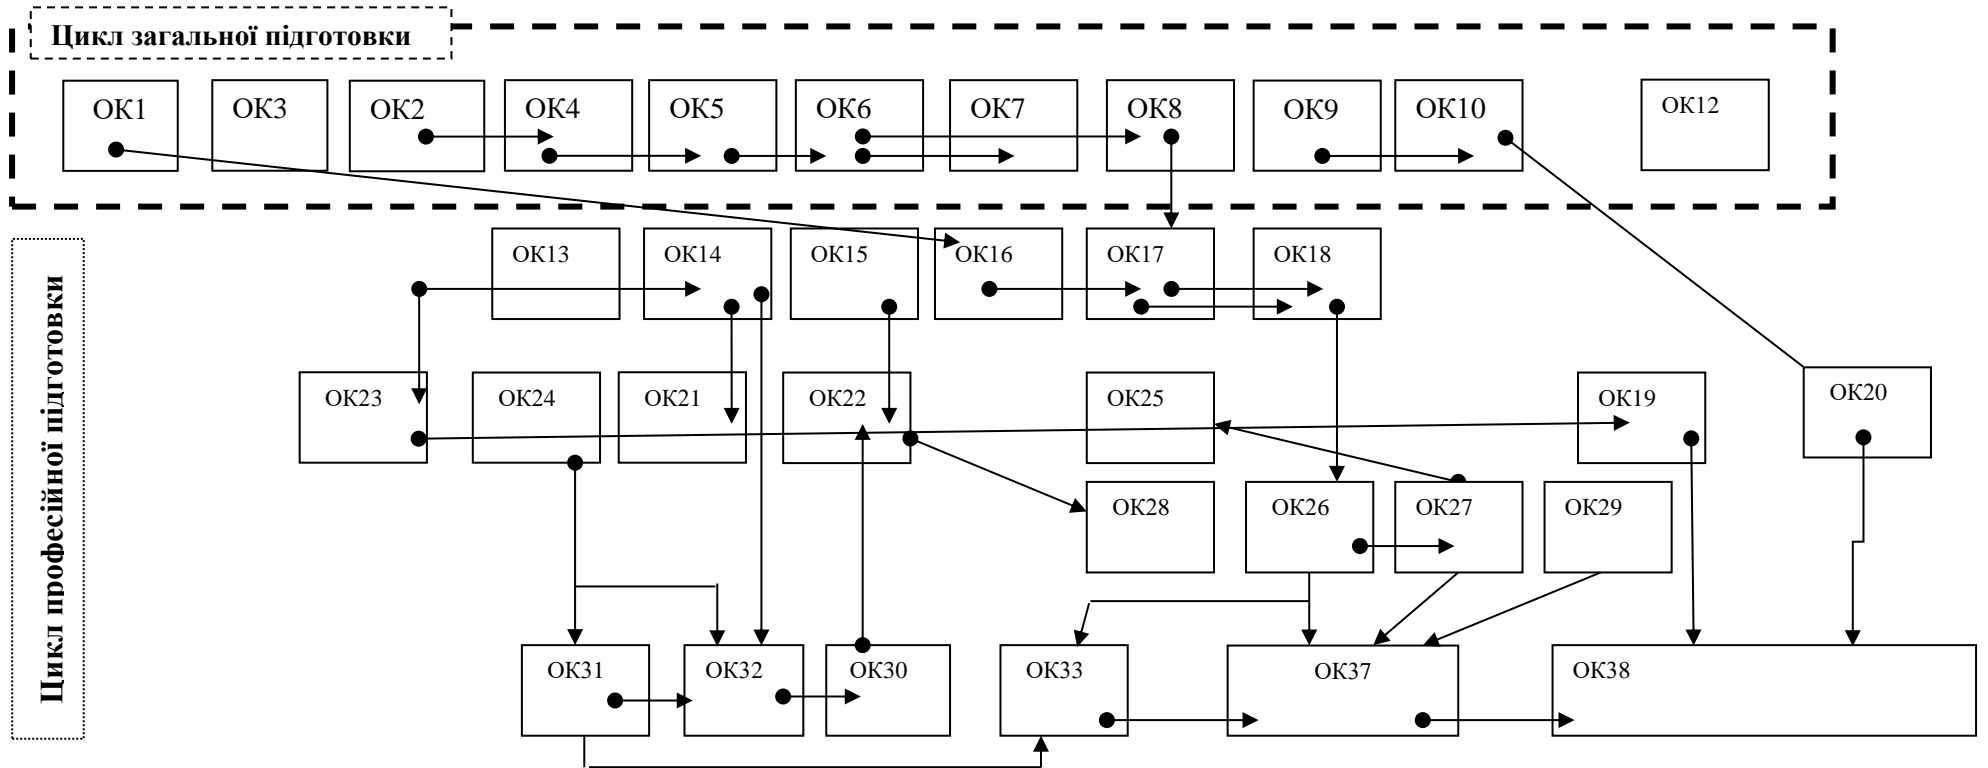 Цикл загальної підготовки
ОК1
ОК3
ОК2
ОК4
ОК5
ОК6
ОК7
ОК8
ОК9
ОК10
ОК12
Цикл професійної підготовки
ОК13
ОК14
ОК15
ОК16
ОК17
ОК18
ОК23
ОК24
ОК21
ОК22
ОК25
ОК19
ОК20
ОК28
ОК26
ОК27
ОК29
ОК31
ОК32
ОК30
ОК33
ОК37
ОК38